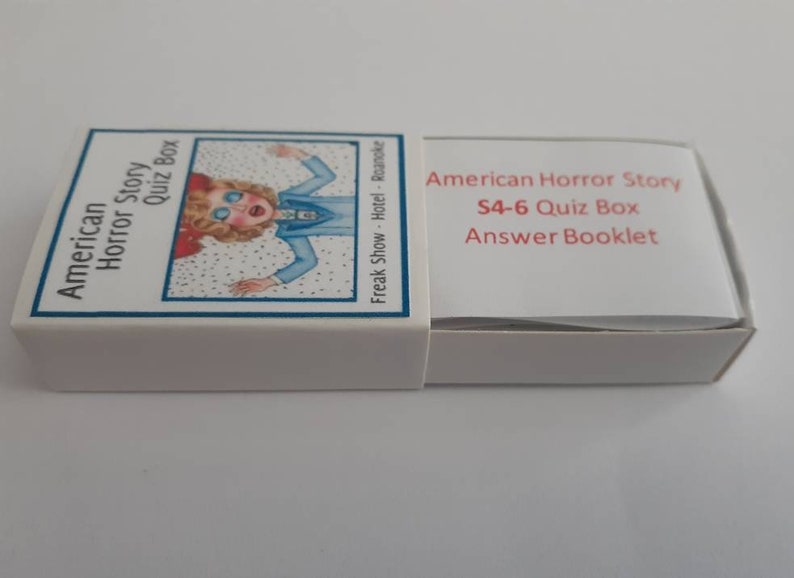 American
Horror Story
Quiz Box
Freak Show - Hotel - Roanoke
American Horror Story
S4-6 Quiz Box
Answer Booklet